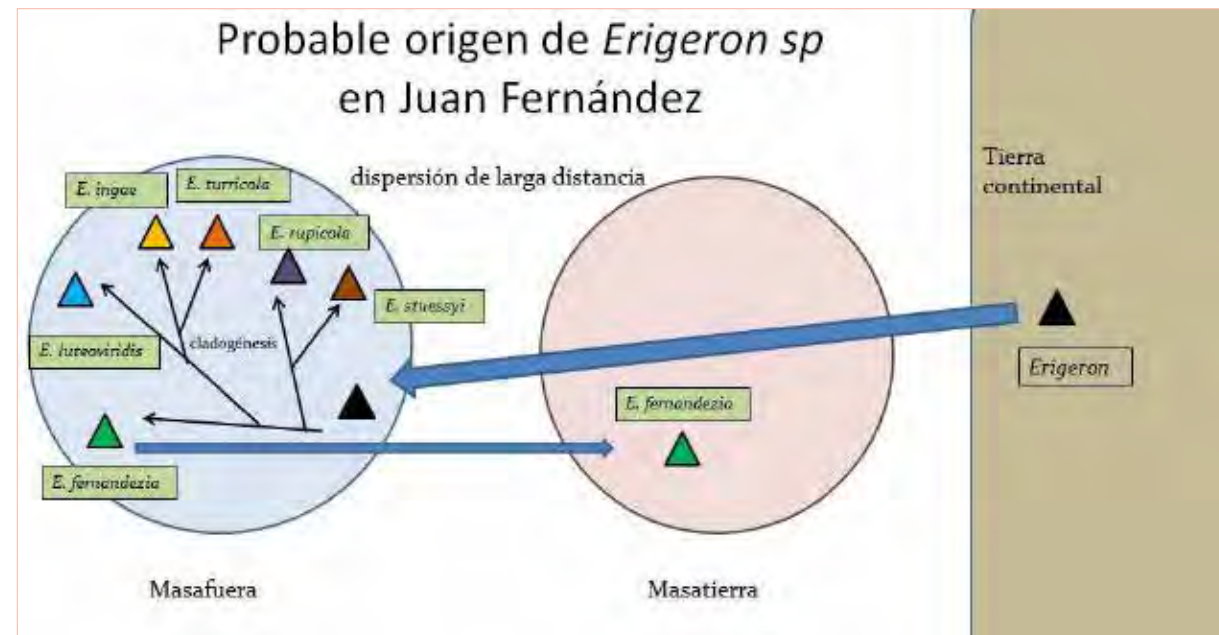 Probable origen de Erigeron sp
en Juan Fernández
dispersión de larga distancia
Tierra
continental
E. ingae
E. turricola
E. rupicola
E. stuessyi
cladogénesis
E. luteoviridis
E. fernandezia
E. fernandezia
Erigeron
Masafuera
Masatierra